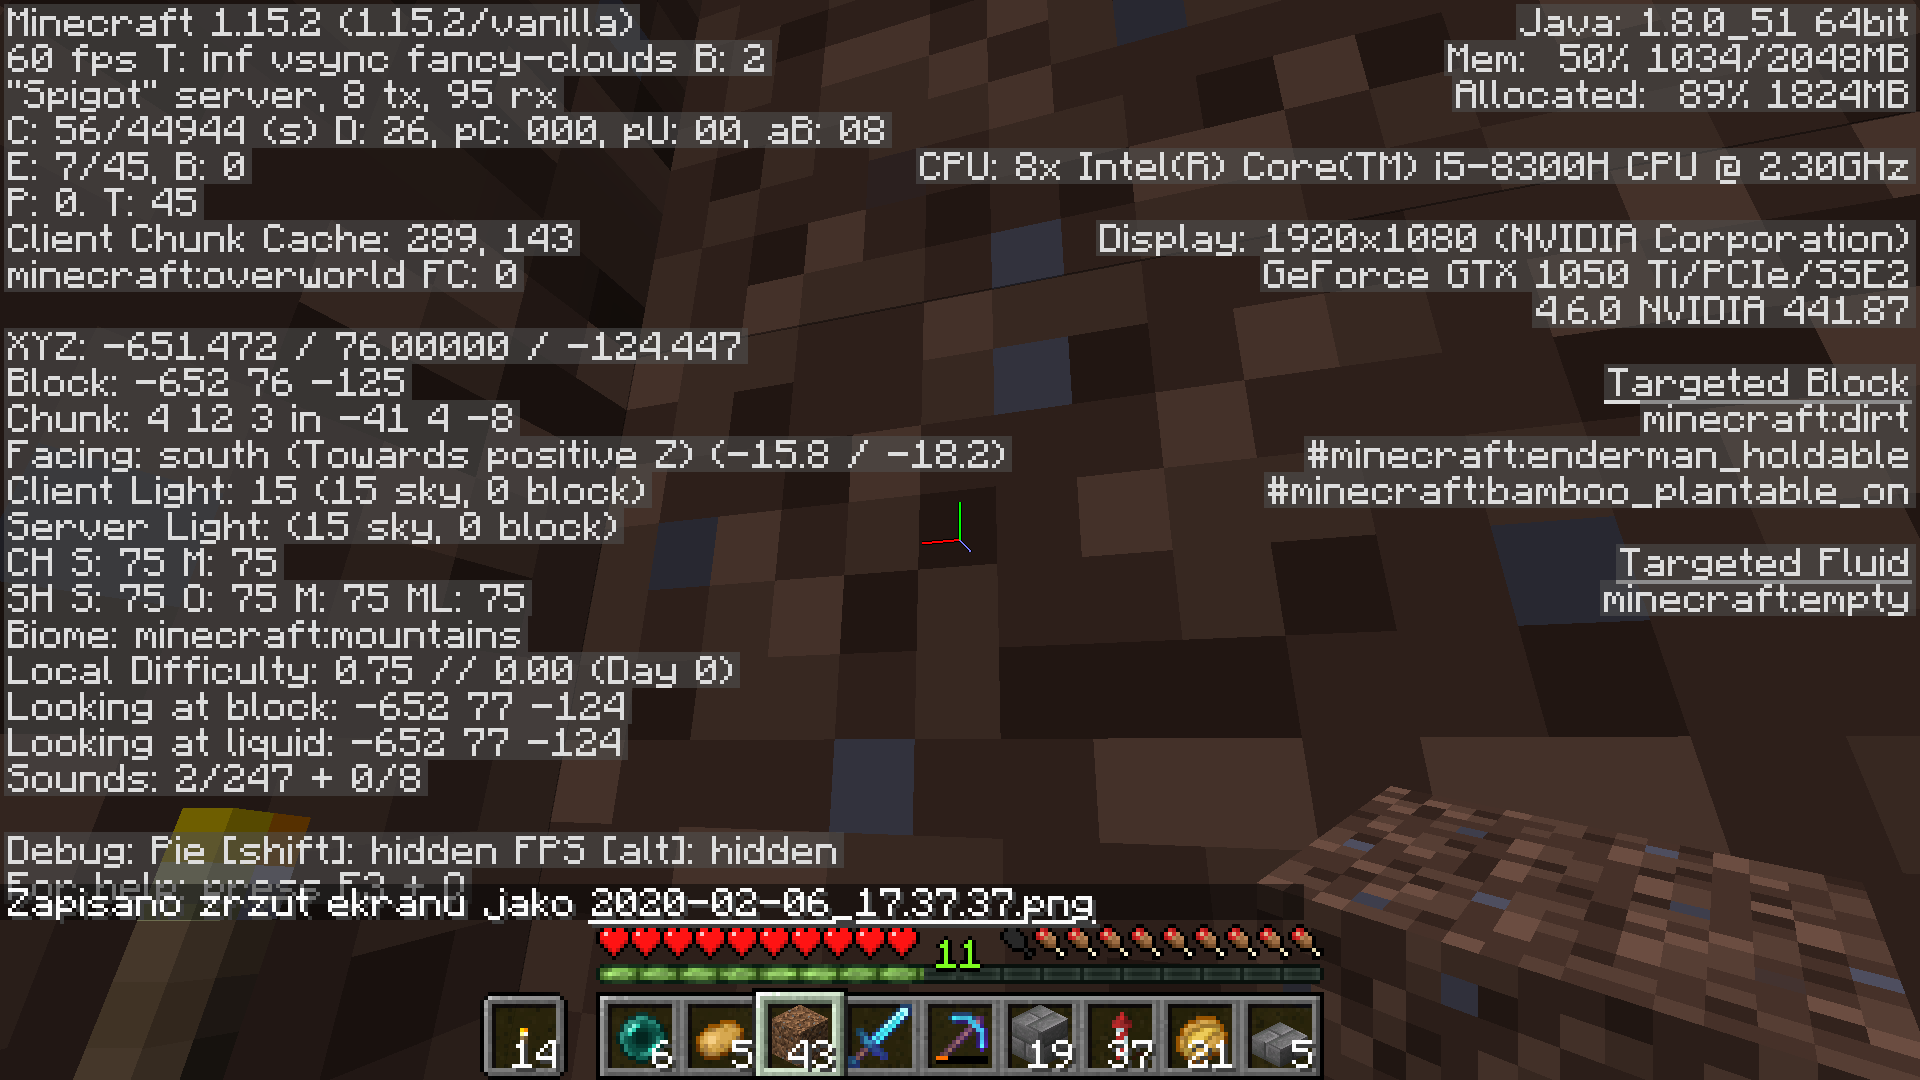 Minecraft 1.15.2 (1.15.2/vanilla)
60 fps T: inf vsync fancy-clouds B: 2
"Spigot" server, 8 tx, 95 rx
C: 56/44944 (s) D: 26, pC: 000, pU: 00, aB: 08
E: 7/45, B: 0
P: 0. T: 45
Client Chunk Cache: 289, 143
minecraft:overworld FC: 0
XYZ: -651.472 / 76.00000 / -124.447
Block: -652 76 -125
Chunk: 4 12 3 in -41 4 -8
Facing: south (Towards positive Z) (-15.8 / -18.2)
Client Light: 15 (15 sky, 0 block)
Server Light: (15 sky, 0 block)
CH S: 75 M: 75
SH S: 75 O: 75 M: 75 ML: 75
Biome: minecraft:mountains
Local Difficulty: 0.75 // 0.00 (Day 0)
Looking at block: -652 77 -124
Looking at liquid: -652 77 -124
Sounds: 2/247 + 0/8
Debug: Pie [shift]: hidden FPS [alt]: hidden
For help: press F3 + Q
Zapisano zrzut ekranu jako 2020-02-06_17.37.37.png
Java: 1.8.0_51 64bit
Mem: 50% 1034/2048MB
Allocated: 89% 1824MB
CPU: 8x Intel(R) Core(TM) i5-8300H CPU @ 2.30GHz
Display: 1920x1080 (NVIDIA Corporation)
GeForce GTX 1050 Ti/PCIe/SSE2
4.6.0 NVIDIA 441.87
Targeted Block
minecraft:dirt
#minecraft:enderman_holdable
#minecraft:bamboo_plantable_on
Targeted Fluid
minecraft:empty
11
14 6 5 43 19 37 21 5